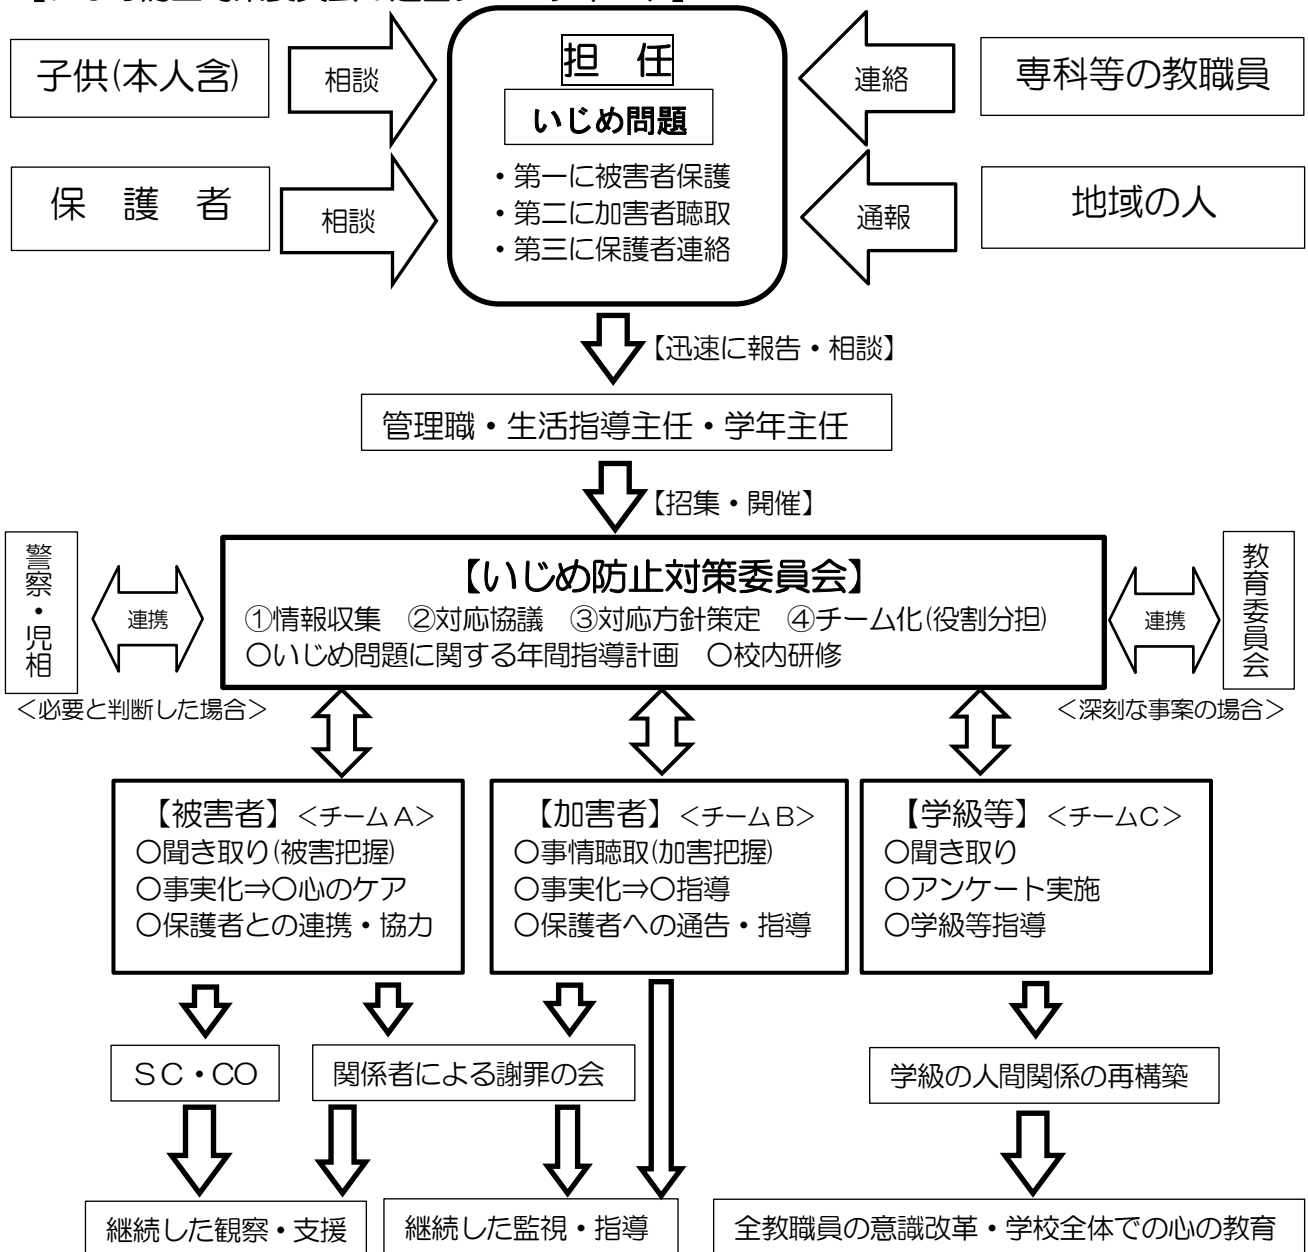 子供(本人含)
相談
担　任
連絡
専科等の教職員
いじめ問題
・第一に被害者保護
・第二に加害者聴取
・第三に保護者連絡
保　護　者
相談
通報
地域の人
【迅速に報告・相談】
管理職・生活指導主任・学年主任
【招集・開催】
警察・児相
連携
【いじめ防止対策委員会】
①情報収集　②対応協議　③対応方針策定　④チーム化(役割分担)
〇いじめ問題に関する年間指導計画　〇校内研修
連携
教育委員会
＜必要と判断した場合＞
＜深刻な事案の場合＞
【被害者】＜チームＡ＞
〇聞き取り(被害把握)
〇事実化⇒〇心のケア
〇保護者との連携・協力
【加害者】＜チームＢ＞
〇事情聴取(加害把握)
〇事実化⇒〇指導
〇保護者への通告・指導
【学級等】＜チームＣ＞
〇聞き取り
〇アンケート実施
〇学級等指導
ＳＣ・ＣＯ
関係者による謝罪の会
学級の人間関係の再構築
継続した観察・支援
継続した監視・指導
全教職員の意識改革・学校全体での心の教育